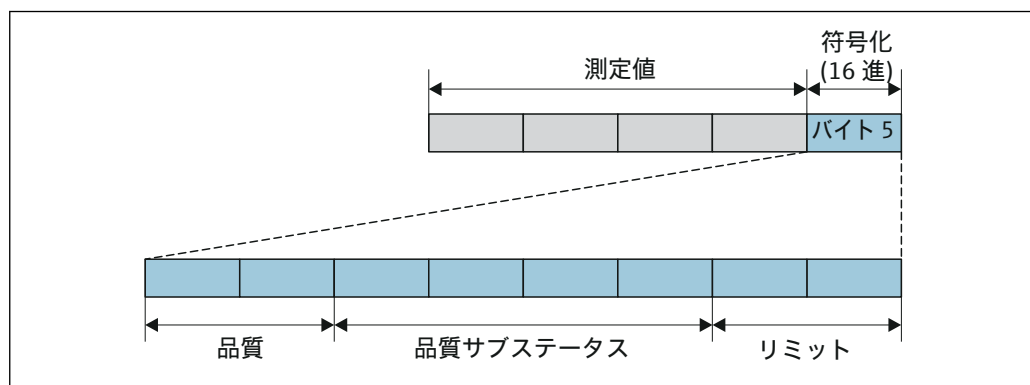 符号化
(16 進)
測定値
バイト 5
品質
品質サブステータス
リミット